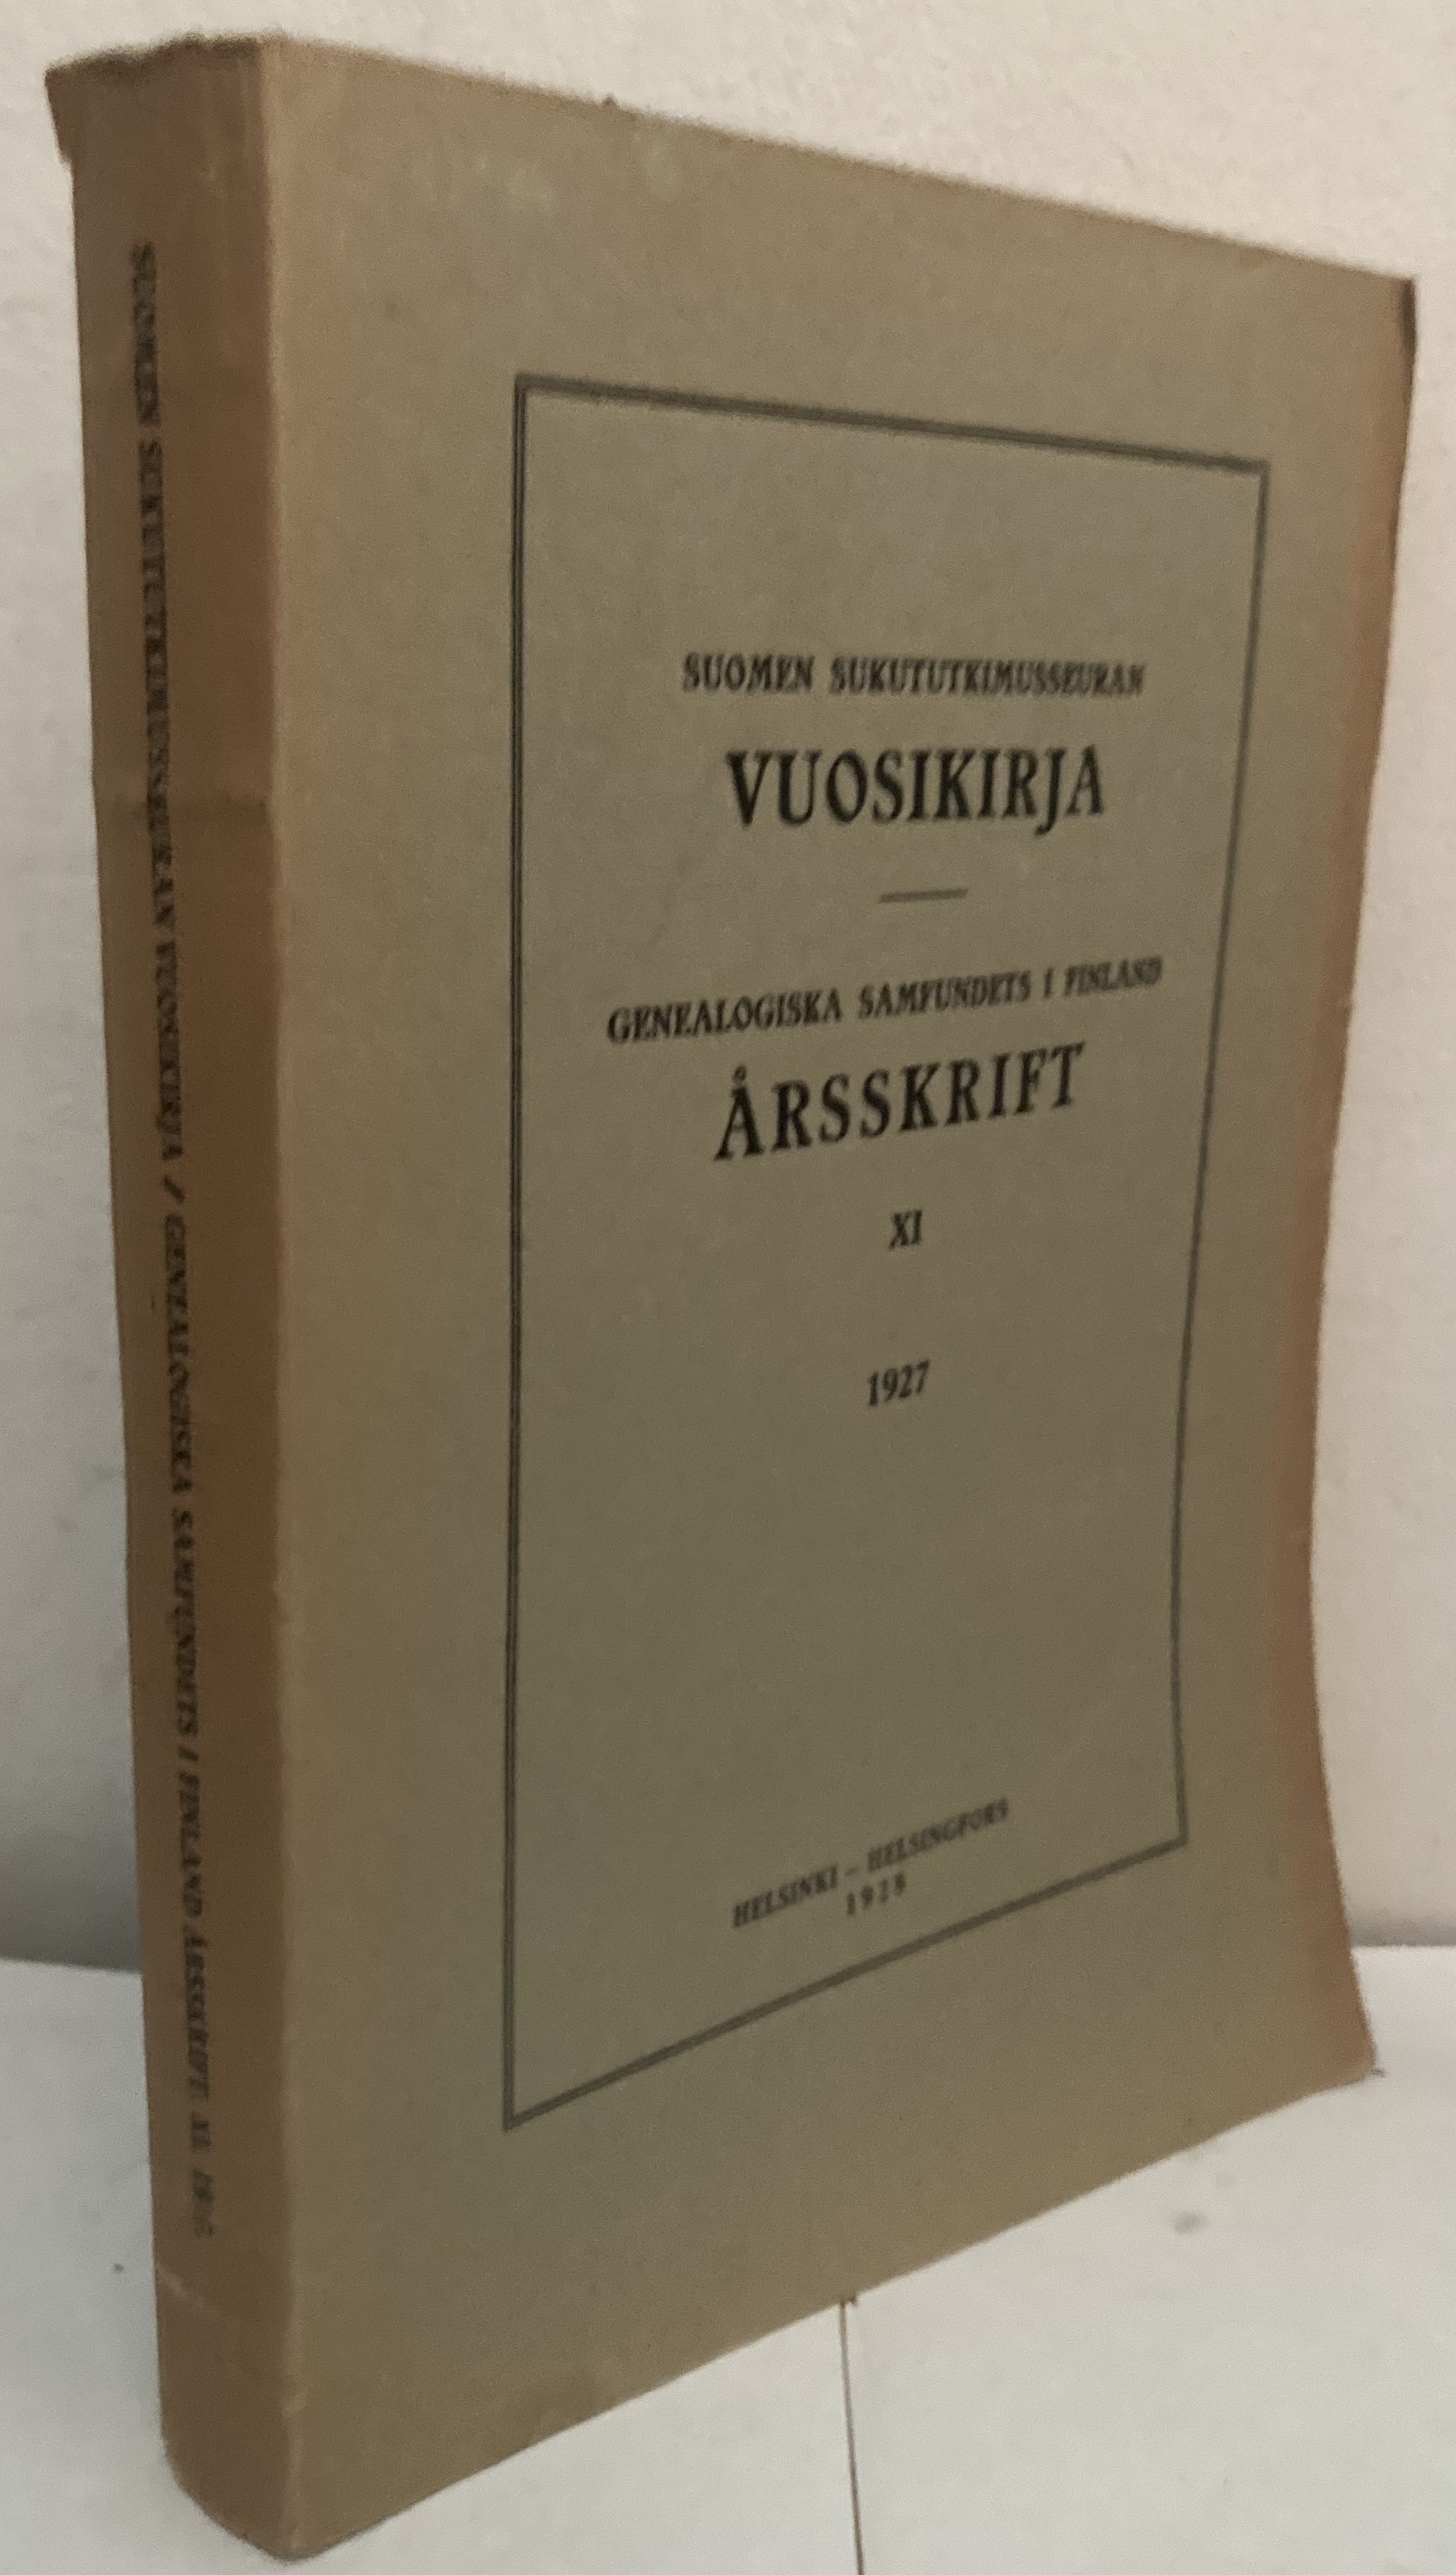 SUOMEN SUKUTUTKIMUSSEURAN
VUOSIKIRJA
GENEALOGISKA SAMFUNDETS I FINLAND
ÅRSSKRIFT
XI
1927
HELSINKI – HELSINGFORS
1928
SUOMEN SUKUTUTKIMUSSEURAN VUOSIKIRJA / GENEALOGISKA SAMFUNDETS I FINLAND ÅRSSKRIFT XI